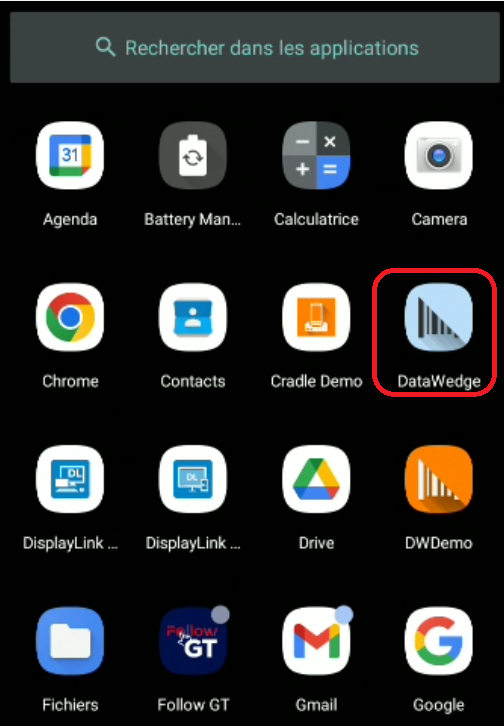 Rechercher dans les applications
31
Agenda
Battery Man...
Calculatrice
Camera
Chrome
Contacts
Cradle Demo
DataWedge
DL
DisplayLink ...
DL
DisplayLink ...
Drive
DWDemo
Fichiers
Follow
GT
Follow GT
Gmail
Google